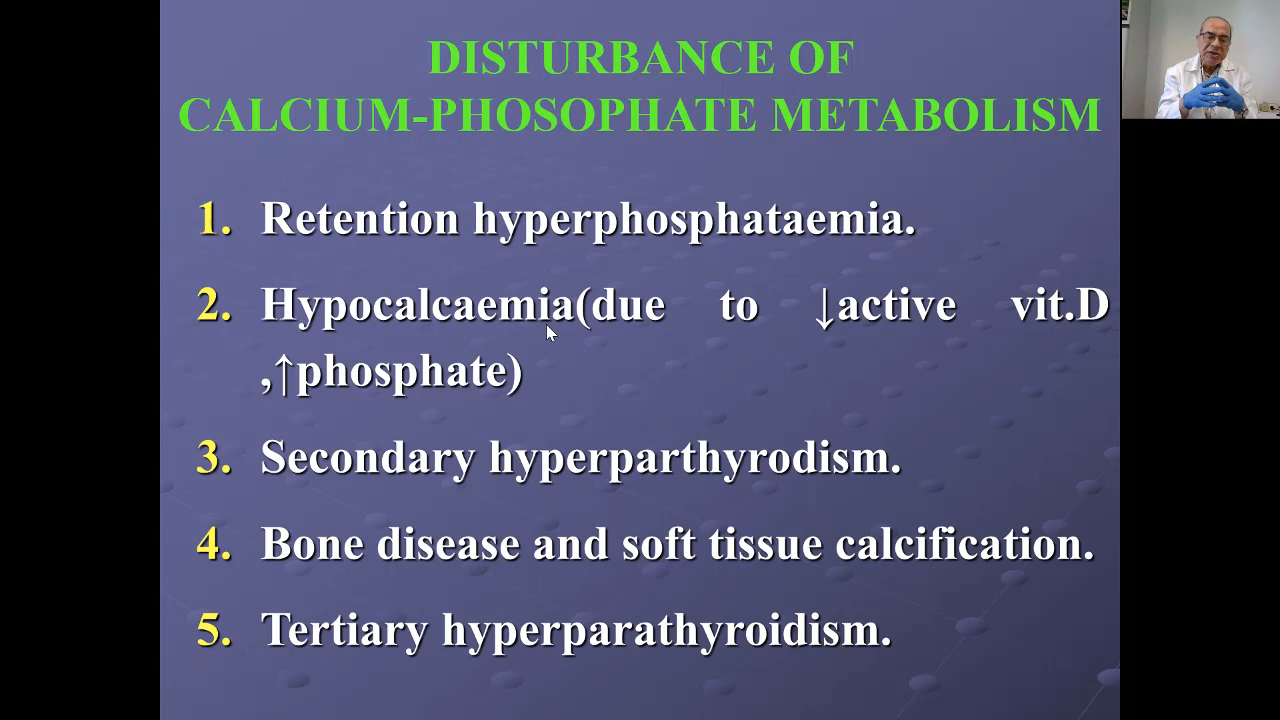 DISTURBANCE OF
CALCIUM-PHOSOPHATE METABOLISM
1. Retention hyperphosphataemia.
2. Hypocalcaemia(due to ↓active vit.D
,↑phosphate)
3. Secondary hyperparthyrodism.
4. Bone disease and soft tissue calcification.
5. Tertiary hyperparathyroidism.